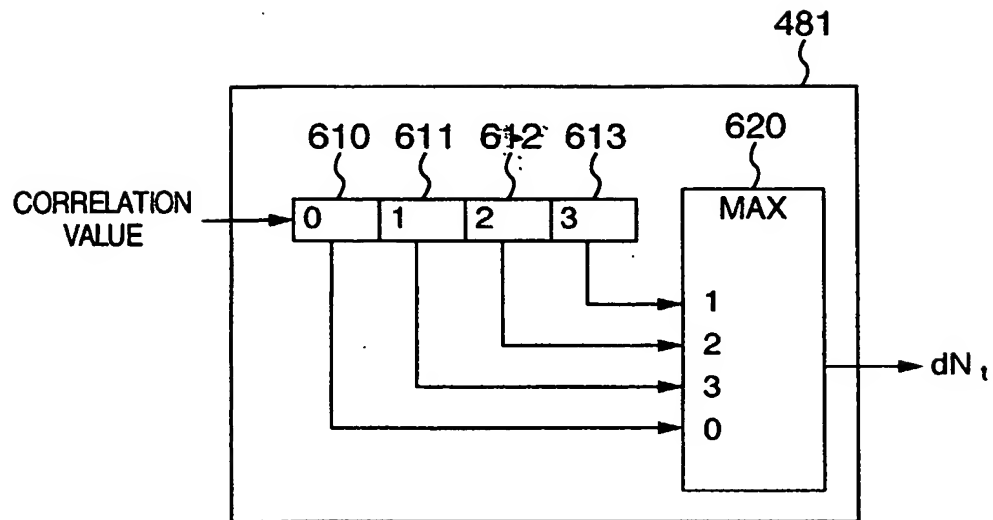 481
610 611 612 613
620
CORRELATION
VALUE
0 1 2 3
MAX
1
2
3
0
dN t